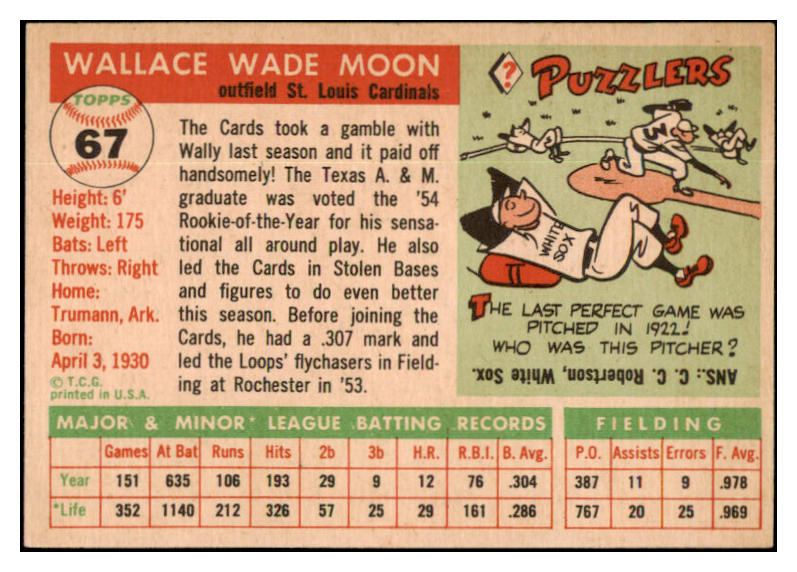 WALLACE WADE MOON
outfield St. Louis Cardinals
TOPPS
67
Height: 6'
Weight: 175
Bats: Left
Throws: Right
Home:
Trumann, Ark.
Born:
April 3, 1930
© T.C.G.
printed in U.S.A.
The Cards took a gamble with
Wally last season and it paid off
handsomely! The Texas A. & M.
graduate was voted the '54
Rookie-of-the-Year for his sensa-
tional all around play. He also
led the Cards in Stolen Bases
and figures to do even better
this season. Before joining the
Cards, he had a .307 mark and
led the Loops' flychasers in Field-
ing at Rochester in '53.
? PUZZLERS
3
WHITE
SOX
THE LAST PERFECT GAME WAS
PITCHED IN 1922!
WHO WAS THIS PITCHER?
ANS.: C. C. Robertson, White Sox.
MAJOR & MINOR* LEAGUE BATTING RECORDS
Games At Bat Runs Hits 2b 3b H.R. R.B.I. B. Avg.
Year 151 635 106 193 29 9 12 76 .304
*Life 352 1140 212 326 57 25 29 161 .286
FIELDING
P.O. Assists Errors F. Avg.
387 11 9 .978
767 20 25 .969